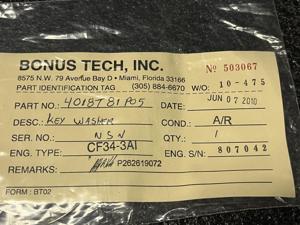 BONUS TECH, INC.
Nº 503067
8575 N.W. 79 Avenue Bay D • Miami, Florida 33166
PART IDENTIFICATION TAG (305) 884-6670 W/O: 10-475
PART NO.: 4018T81P05 DATE: JUN 07 2010
DESC.: KEY WASHER COND.: A/R
SER. NO.: NSN QTY.: 1
ENG. TYPE: CF34-3A1 ENG. S/N: 807042
REMARKS: P262619072
FORM: BT02